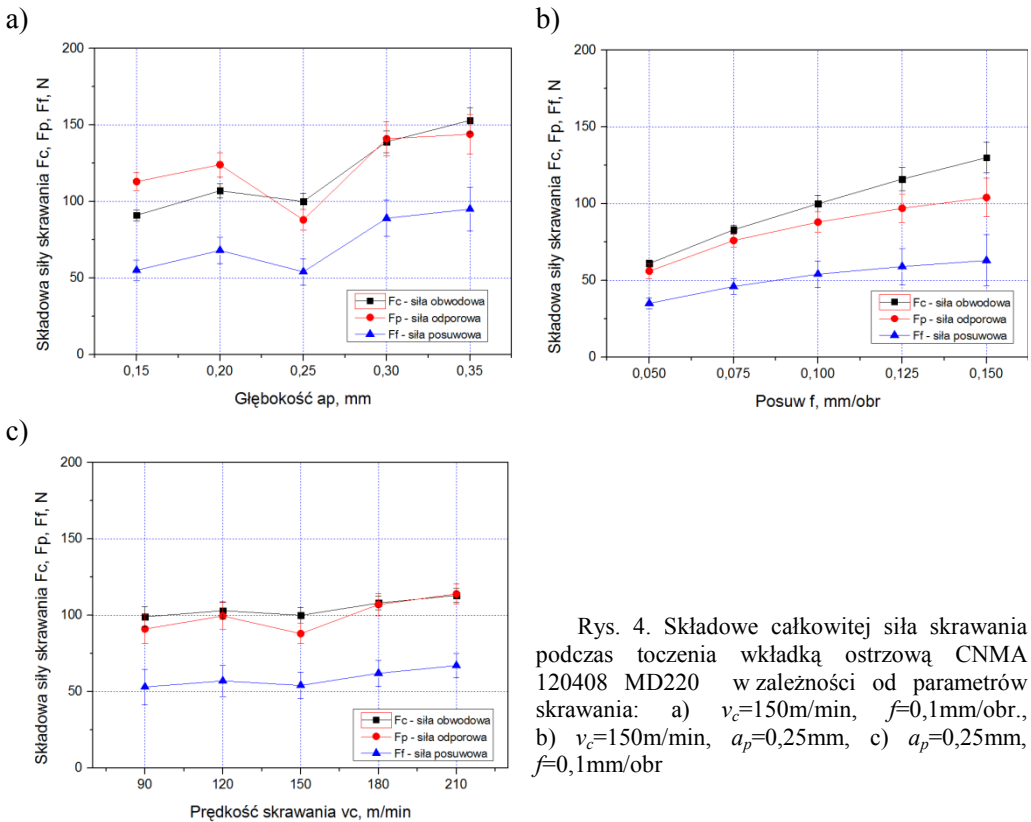 a)
200
150
100
50
0
Składowa siły skrawania Fc, Fp, Ff, N
Fc - siła obwodowa
Fp - siła odporowa
Ff - siła posuwowa
0,15 0,20 0,25 0,30 0,35
Głębokość ap, mm
b)
200
150
100
50
0
Składowa siły skrawania Fc, Fp, Ff, N
Fc - siła obwodowa
Fp - siła odporowa
Ff - siła posuwowa
0,050 0,075 0,100 0,125 0,150
Posuw f, mm/obr
c)
200
150
100
50
0
Składowa siły skrawania Fc, Fp, Ff, N
Fc - siła obwodowa
Fp - siła odporowa
Ff - siła posuwowa
90 120 150 180 210
Prędkość skrawania vc, m/min
Rys. 4. Składowe całkowitej siła skrawania
podczas toczenia wkładką ostrzową CNMA
120408 MD220 w zależności od parametrów
skrawania: a) vc=150m/min, f=0,1mm/obr.,
b) vc=150m/min, ap=0,25mm, c) ap=0,25mm,
f=0,1mm/obr